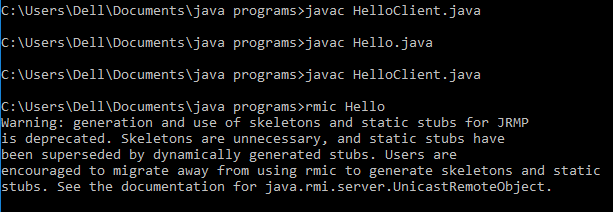 C:\Users\Dell\Documents\java programs>javac HelloClient.java
C:\Users\Dell\Documents\java programs>javac Hello.java
C:\Users\Dell\Documents\java programs>javac HelloClient.java
C:\Users\Dell\Documents\java programs>rmic Hello
Warning: generation and use of skeletons and static stubs for JRMP
is deprecated. Skeletons are unnecessary, and static stubs have
been superseded by dynamically generated stubs. Users are
encouraged to migrate away from using rmic to generate skeletons and static
stubs. See the documentation for java.rmi.server.UnicastRemoteObject.